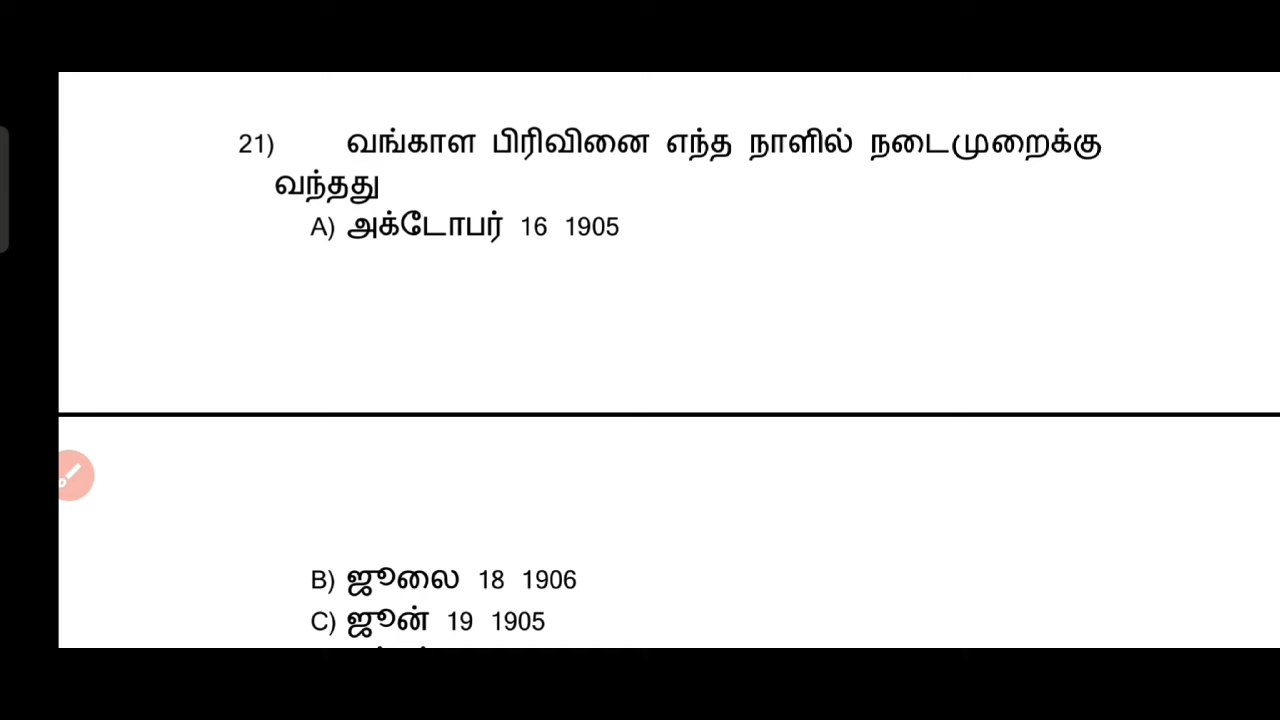 21) வங்காள பிரிவினை எந்த நாளில் நடைமுறைக்கு
வந்தது
A) அக்டோபர் 16 1905
B) ஜூலை 18 1906
C) ஜூன் 19 1905